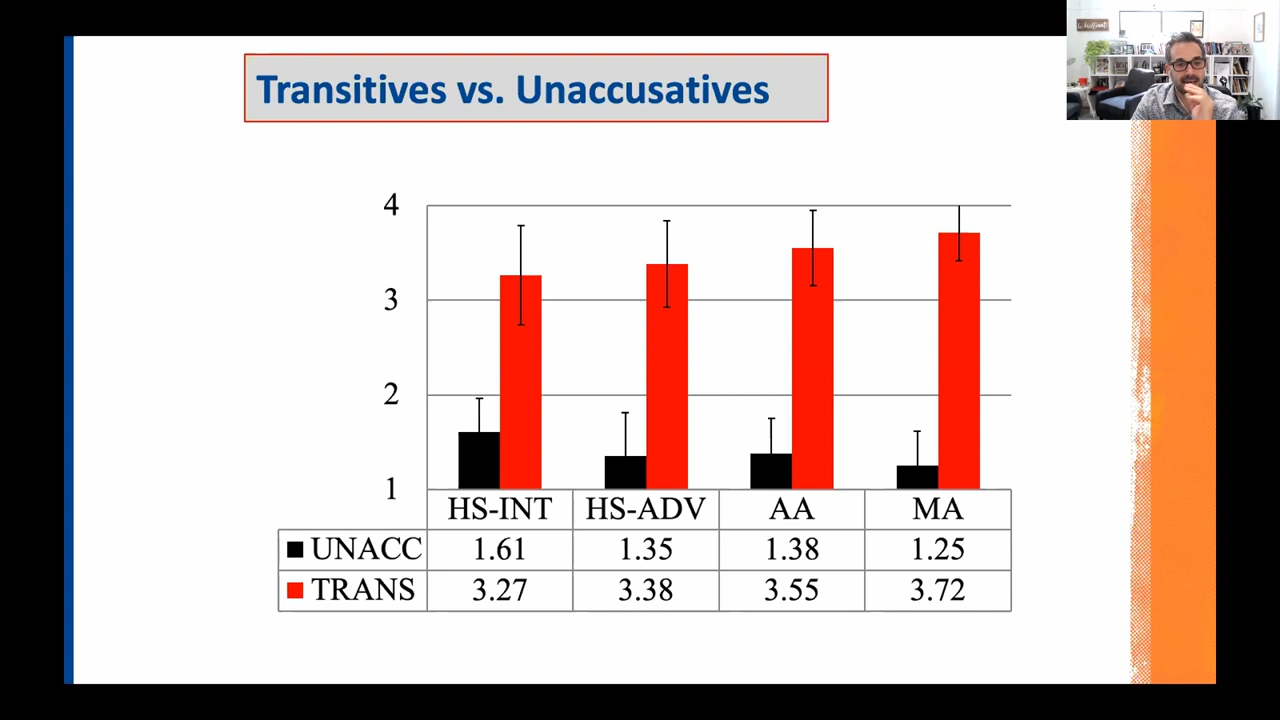 Transitives vs. Unaccusatives
4
3
2
1
HS-INT HS-ADV AA MA
UNACC 1.61 1.35 1.38 1.25
TRANS 3.27 3.38 3.55 3.72